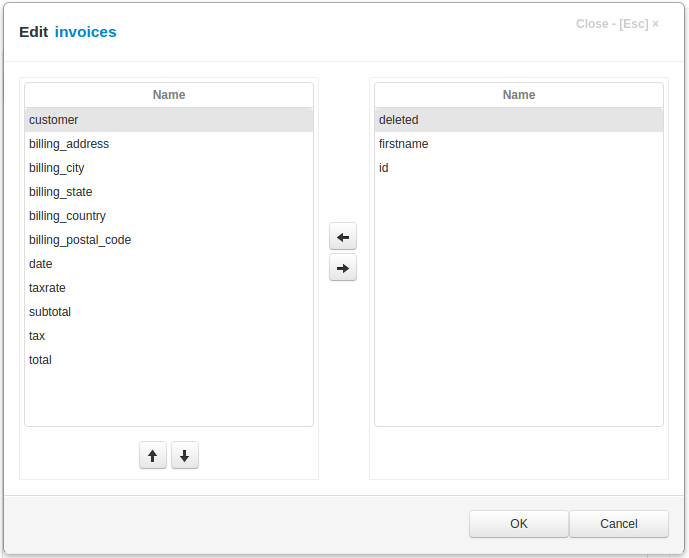 Edit invoices
Close - [Esc] ×
Name
customer
billing_address
billing_city
billing_state
billing_country
billing_postal_code
date
taxrate
subtotal
tax
total
Name
deleted
firstname
id
OK
Cancel